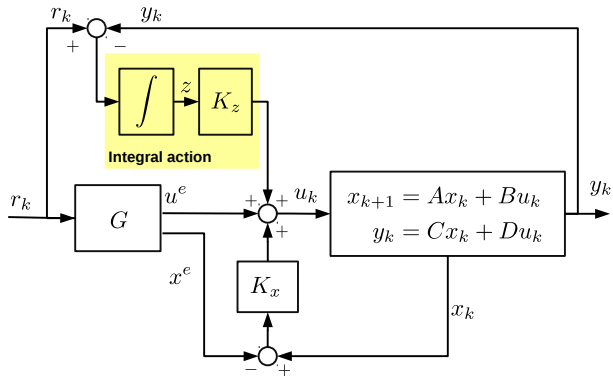 r_k
y_k
+
−
∫
z
K_z
Integral action
r_k
G
u^e
+
+
+
u_k
x_{k+1} = Ax_k + Bu_k
y_k = Cx_k + Du_k
y_k
x^e
K_x
x_k
−
+